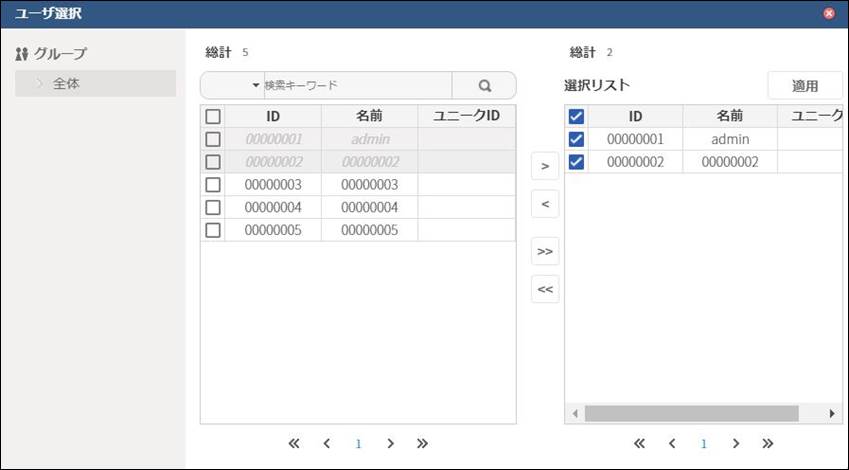 ユーザ選択
グループ
全体
総計 5
検索キーワード
ID 名前 ユニークID
00000001 admin
00000002 00000002
00000003 00000003
00000004 00000004
00000005 00000005
« < 1 > »
>
<
>>
<<
総計 2
選択リスト 適用
ID 名前 ユニーク
00000001 admin
00000002 00000002
« < 1 > »